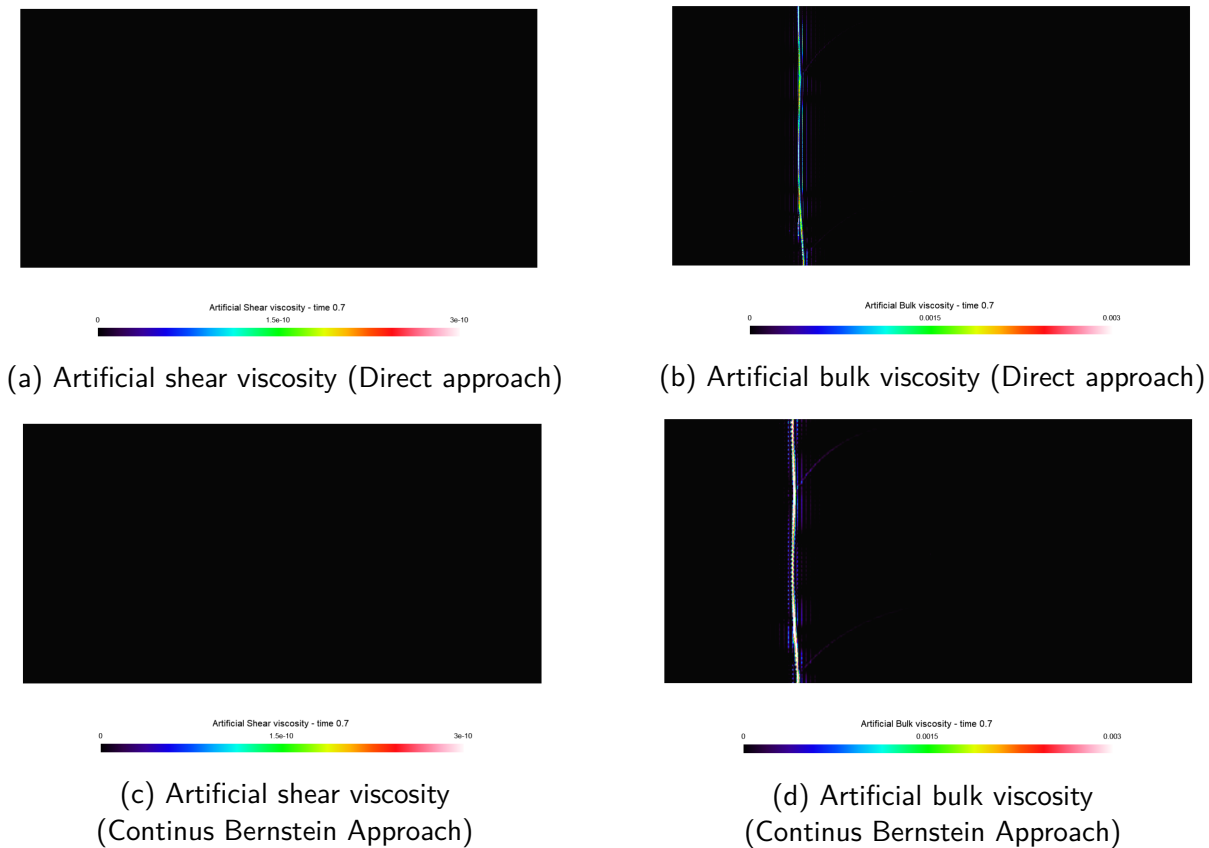 Artificial Shear viscosity - time 0.7
0 1.5e-10 3e-10
(a) Artificial shear viscosity (Direct approach)
Artificial Bulk viscosity - time 0.7
0 0.0015 0.003
(b) Artificial bulk viscosity (Direct approach)
Artificial Shear viscosity - time 0.7
0 1.5e-10 3e-10
(c) Artificial shear viscosity
(Continus Bernstein Approach)
Artificial Bulk viscosity - time 0.7
0 0.0015 0.003
(d) Artificial bulk viscosity
(Continus Bernstein Approach)